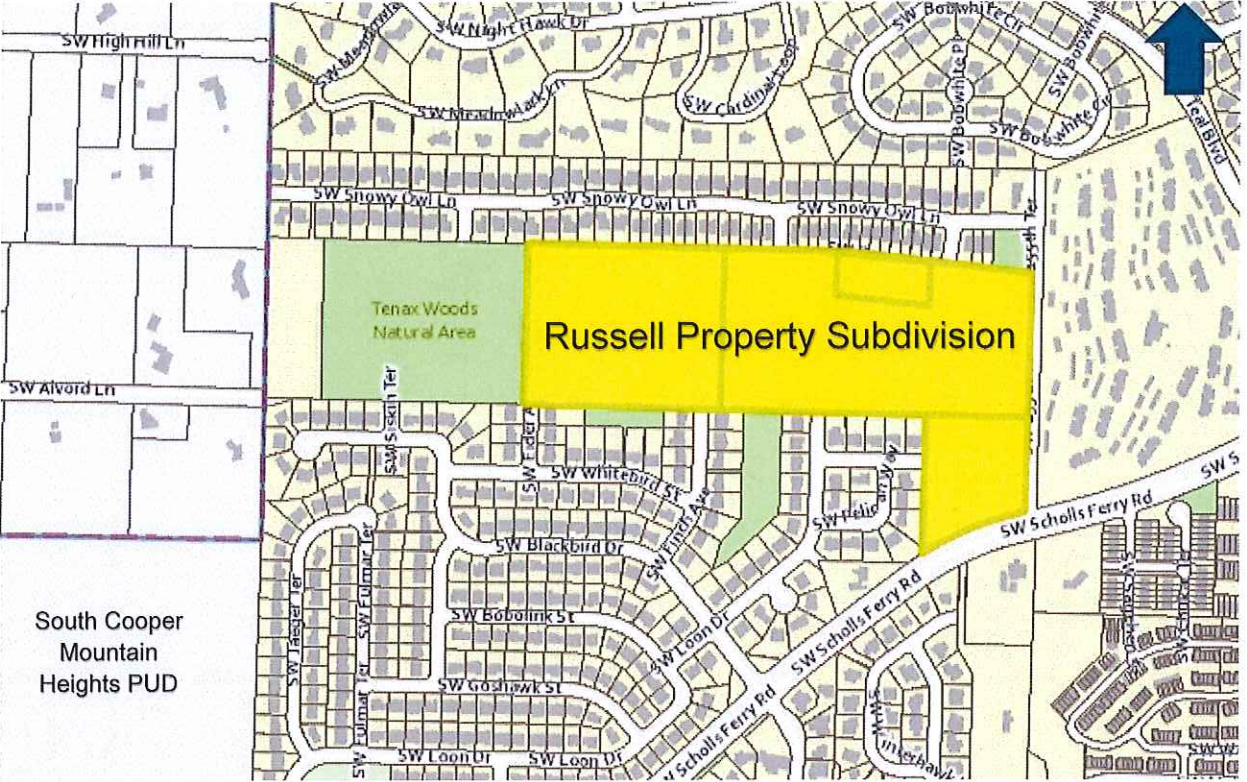 SW High Hill Ln
SW Night Hawk Dr
SW Meadowlark Ln
SW Cardinal Loop
SW Bobwhite Pl
SW Bobwhite Cir
Teal Blvd
SW Snowy Owl Ln
SW Snowy Owl Ln
SW Snowy Owl Ln
155th Ter
Tenax Woods
Natural Area
Russell Property Subdivision
SW Alvord Ln
SW Siskin Ter
SW Whitebird St
SW Finch Ave
SW Scholls Ferry Rd
SW S
SW Blackbird Dr
SW Jaeger Ter
SW Fulmar Ter
SW Bobolink St
SW Loon Dr
SW Scholls Ferry Rd
South Cooper
Mountain
Heights PUD
SW Fulmar Ter
SW Goshawk St
SW Loon Dr
SW Loon Dr
W Scholls Ferry Rd